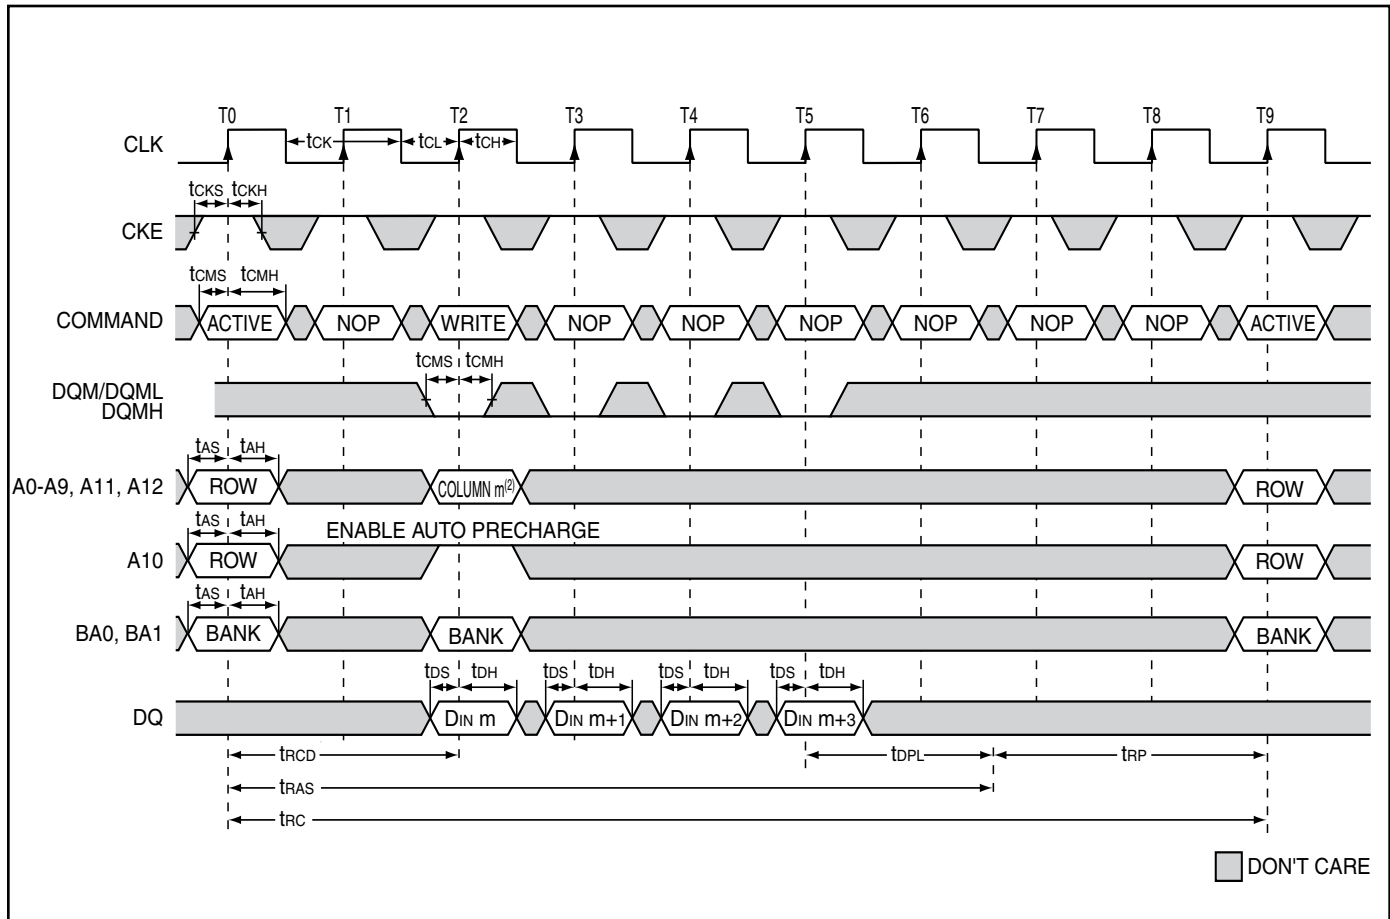 T0 T1 T2 T3 T4 T5 T6 T7 T8 T9
CLK tCK tCL tCH
tCKS tCKH
CKE
tCMS tCMH
COMMAND ACTIVE NOP WRITE NOP NOP NOP NOP NOP NOP ACTIVE
tCMS tCMH
DQM/DQML
DQMH
tAS tAH
A0-A9, A11, A12 ROW COLUMN m(2) ROW
tAS tAH ENABLE AUTO PRECHARGE
A10 ROW ROW
tAS tAH
BA0, BA1 BANK BANK BANK
tDS tDH tDS tDH tDS tDH tDS tDH
DQ DIN m DIN m+1 DIN m+2 DIN m+3
tRCD tDPL tRP
tRAS
tRC
DON'T CARE